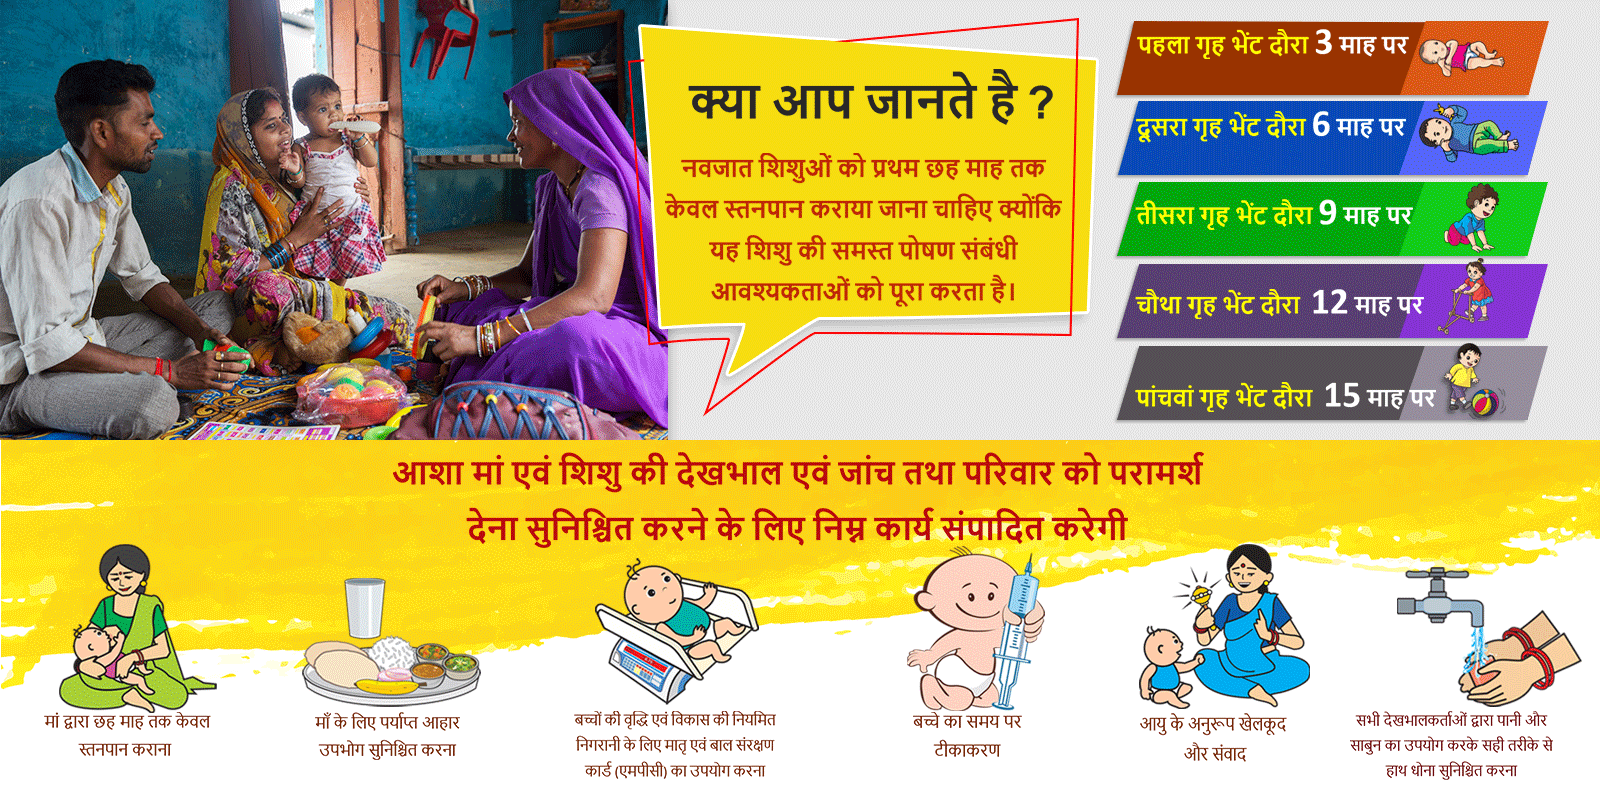 क्या आप जानते है ?
नवजात शिशुओं को प्रथम छह माह तक
केवल स्तनपान कराया जाना चाहिए क्योंकि
यह शिशु की समस्त पोषण संबंधी
आवश्यकताओं को पूरा करता है।
पहला गृह भेंट दौरा 3 माह पर
दूसरा गृह भेंट दौरा 6 माह पर
तीसरा गृह भेंट दौरा 9 माह पर
चौथा गृह भेंट दौरा 12 माह पर
पांचवां गृह भेंट दौरा 15 माह पर
आशा मां एवं शिशु की देखभाल एवं जांच तथा परिवार को परामर्श
देना सुनिश्चित करने के लिए निम्न कार्य संपादित करेगी
मां द्वारा छह माह तक केवल
स्तनपान कराना
माँ के लिए पर्याप्त आहार
उपभोग सुनिश्चित करना
बच्चों की वृद्धि एवं विकास की नियमित
निगरानी के लिए मातृ एवं बाल संरक्षण
कार्ड (एमपीसी) का उपयोग करना
बच्चे का समय पर
टीकाकरण
आयु के अनुरूप खेलकूद
और संवाद
सभी देखभालकर्ताओं द्वारा पानी और
साबुन का उपयोग करके सही तरीके से
हाथ धोना सुनिश्चित करना